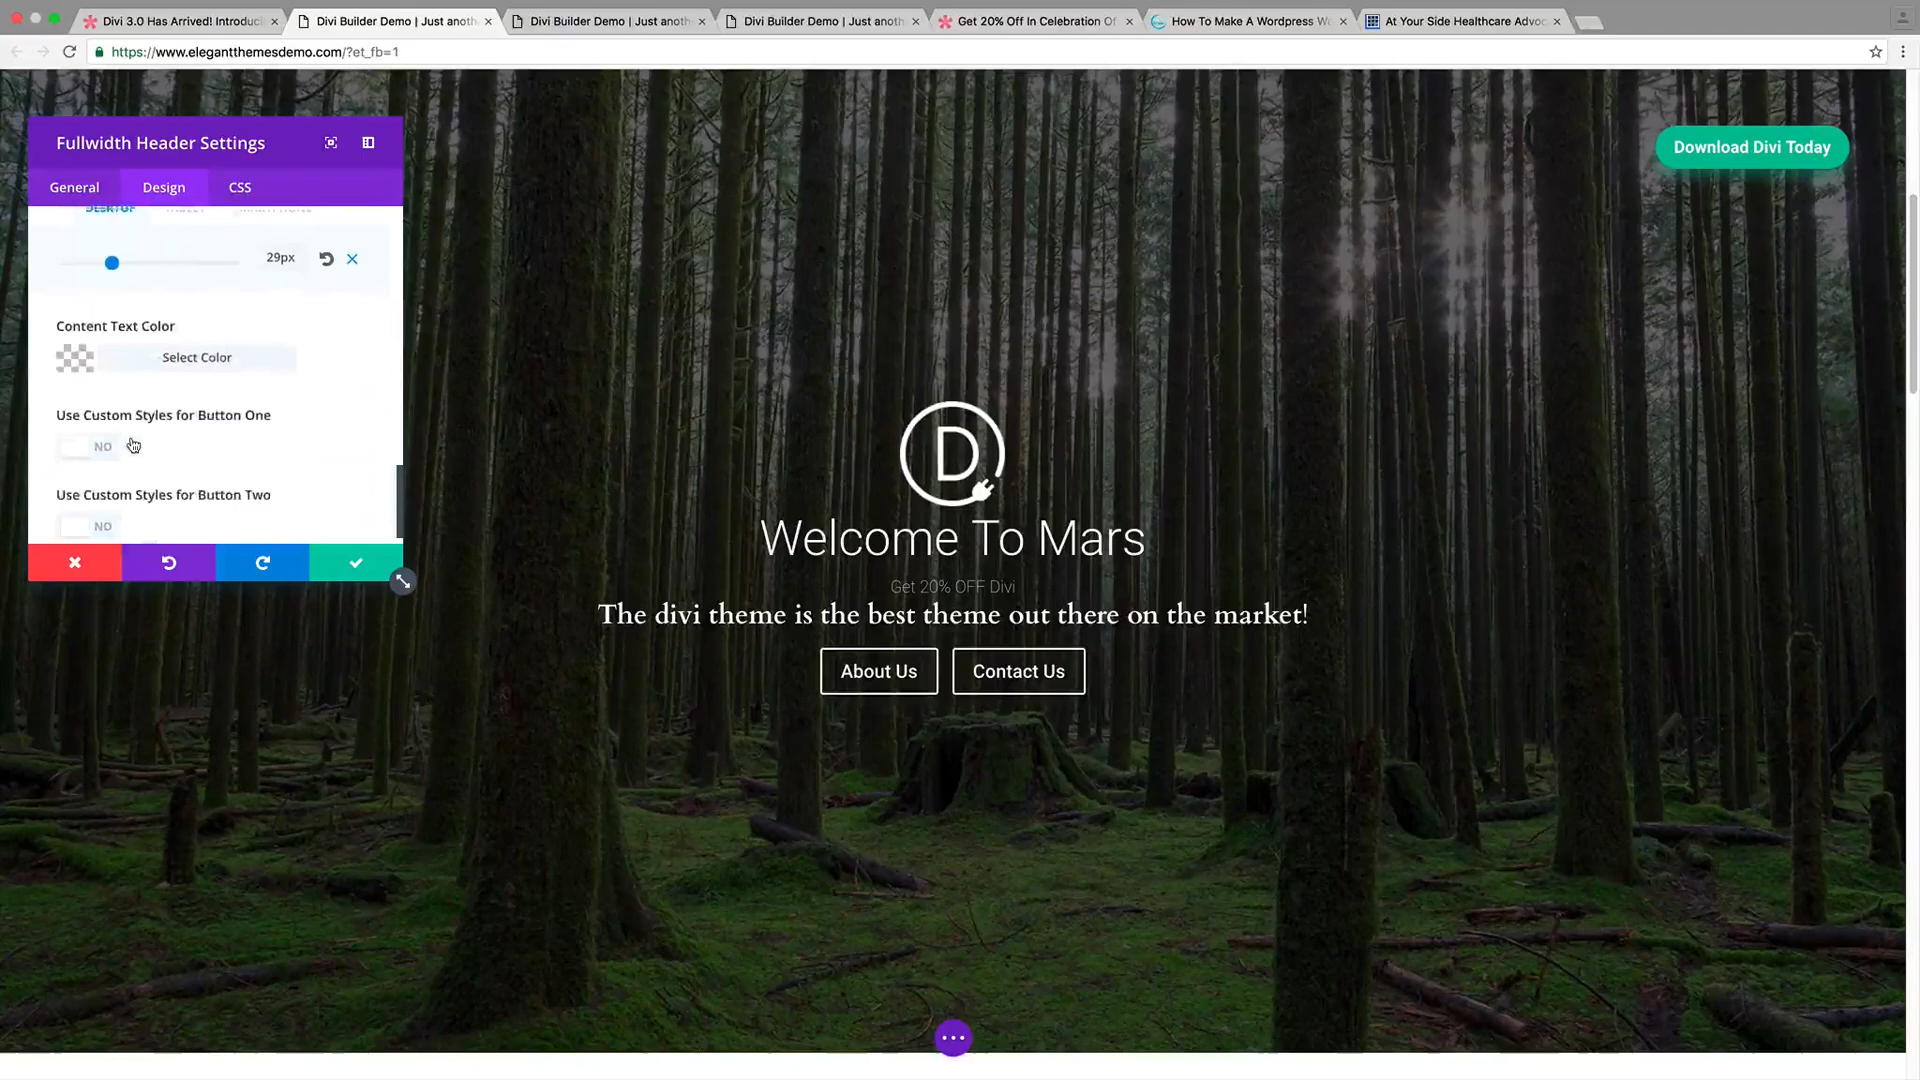 Divi 3.0 Has Arrived! Introduci
Divi Builder Demo | Just anoth
Divi Builder Demo | Just anoth
Divi Builder Demo | Just anoth
Get 20% Off In Celebration Of
How To Make A Wordpress We
At Your Side Healthcare Advoc
https://www.elegantthemesdemo.com/?et_fb=1
Fullwidth Header Settings
General
Design
CSS
DESKTOP
TABLET
29px
Content Text Color
Select Color
Use Custom Styles for Button One
NO
Use Custom Styles for Button Two
NO
Download Divi Today
D
Welcome To Mars
Get 20% OFF Divi
The divi theme is the best theme out there on the market!
About Us
Contact Us